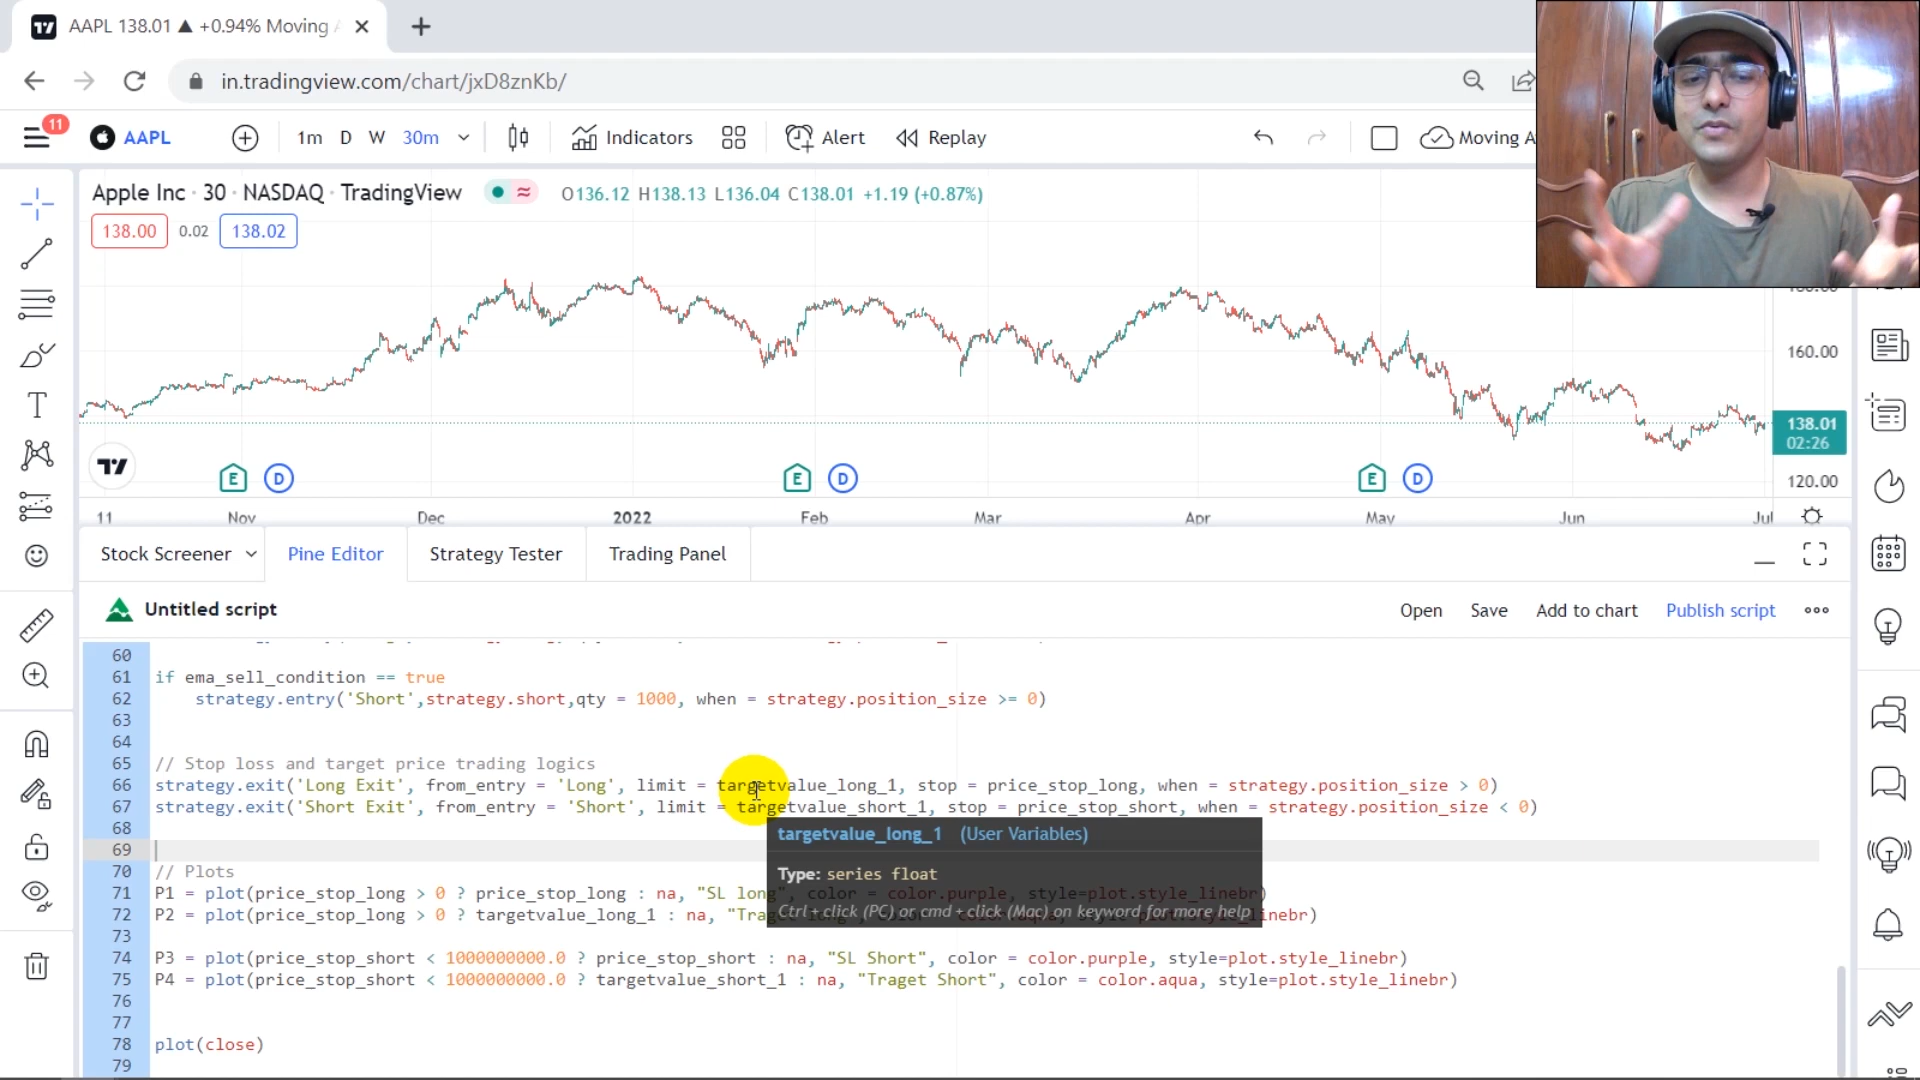 AAPL 138.01 ▲ +0.94% Moving A
in.tradingview.com/chart/jxD8znKb/
11
AAPL
1m D W 30m
Indicators
Alert
Replay
Moving A
Apple Inc · 30 · NASDAQ · TradingView
O136.12 H138.13 L136.04 C138.01 +1.19 (+0.87%)
138.00 0.02 138.02
160.00
138.01
02:26
120.00
E D E D E D
11 Nov Dec 2022 Feb Mar Apr May Jun Jul
Stock Screener
Pine Editor
Strategy Tester
Trading Panel
Untitled script
Open Save Add to chart Publish script
60
61 if ema_sell_condition == true
62 strategy.entry('Short',strategy.short,qty = 1000, when = strategy.position_size >= 0)
63
64
65 // Stop loss and target price trading logics
66 strategy.exit('Long Exit', from_entry = 'Long', limit = targetvalue_long_1, stop = price_stop_long, when = strategy.position_size > 0)
67 strategy.exit('Short Exit', from_entry = 'Short', limit = targetvalue_short_1, stop = price_stop_short, when = strategy.position_size < 0)
68
targetvalue_long_1 (User Variables)
Type: series float
Ctrl + click (PC) or cmd + click (Mac) on keyword for more help
69
70 // Plots
71 P1 = plot(price_stop_long > 0 ? price_stop_long : na, "SL long", color = color.purple, style=plot.style_linebr)
72 P2 = plot(price_stop_long > 0 ? targetvalue_long_1 : na,
73
74 P3 = plot(price_stop_short < 1000000000.0 ? price_stop_short : na, "SL Short", color = color.purple, style=plot.style_linebr)
75 P4 = plot(price_stop_short < 1000000000.0 ? targetvalue_short_1 : na, "Traget Short", color = color.aqua, style=plot.style_linebr)
76
77
78 plot(close)
79